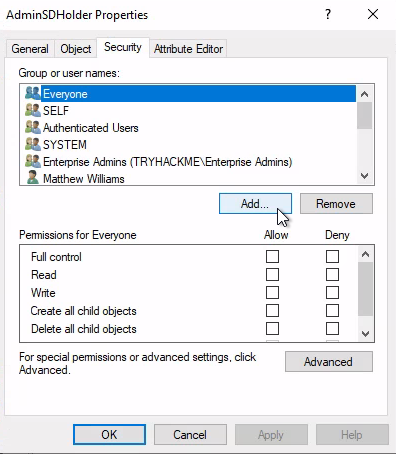 AdminSDHolder Properties
General Object Security Attribute Editor
Group or user names:
Everyone
SELF
Authenticated Users
SYSTEM
Enterprise Admins (TRYHACKME\Enterprise Admins)
Matthew Williams
Add... Remove
Permissions for Everyone Allow Deny
Full control
Read
Write
Create all child objects
Delete all child objects
For special permissions or advanced settings, click
Advanced.
Advanced
OK Cancel Apply Help